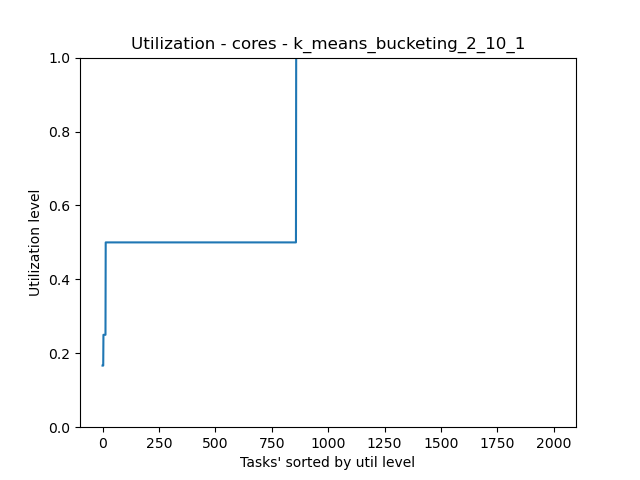 Utilization - cores - k_means_bucketing_2_10_1
1.0
0.8
0.6
0.4
0.2
0.0
Utilization level
0 250 500 750 1000 1250 1500 1750 2000
Tasks' sorted by util level